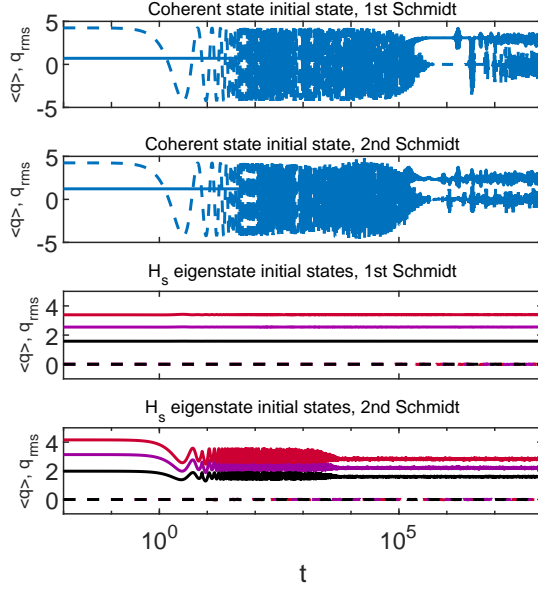 Coherent state initial state, 1st Schmidt
5
0
-5
<q>, q_rms
Coherent state initial state, 2nd Schmidt
5
0
-5
<q>, q_rms
H_s eigenstate initial states, 1st Schmidt
4
2
0
<q>, q_rms
H_s eigenstate initial states, 2nd Schmidt
4
2
0
<q>, q_rms
10^0 10^5
t